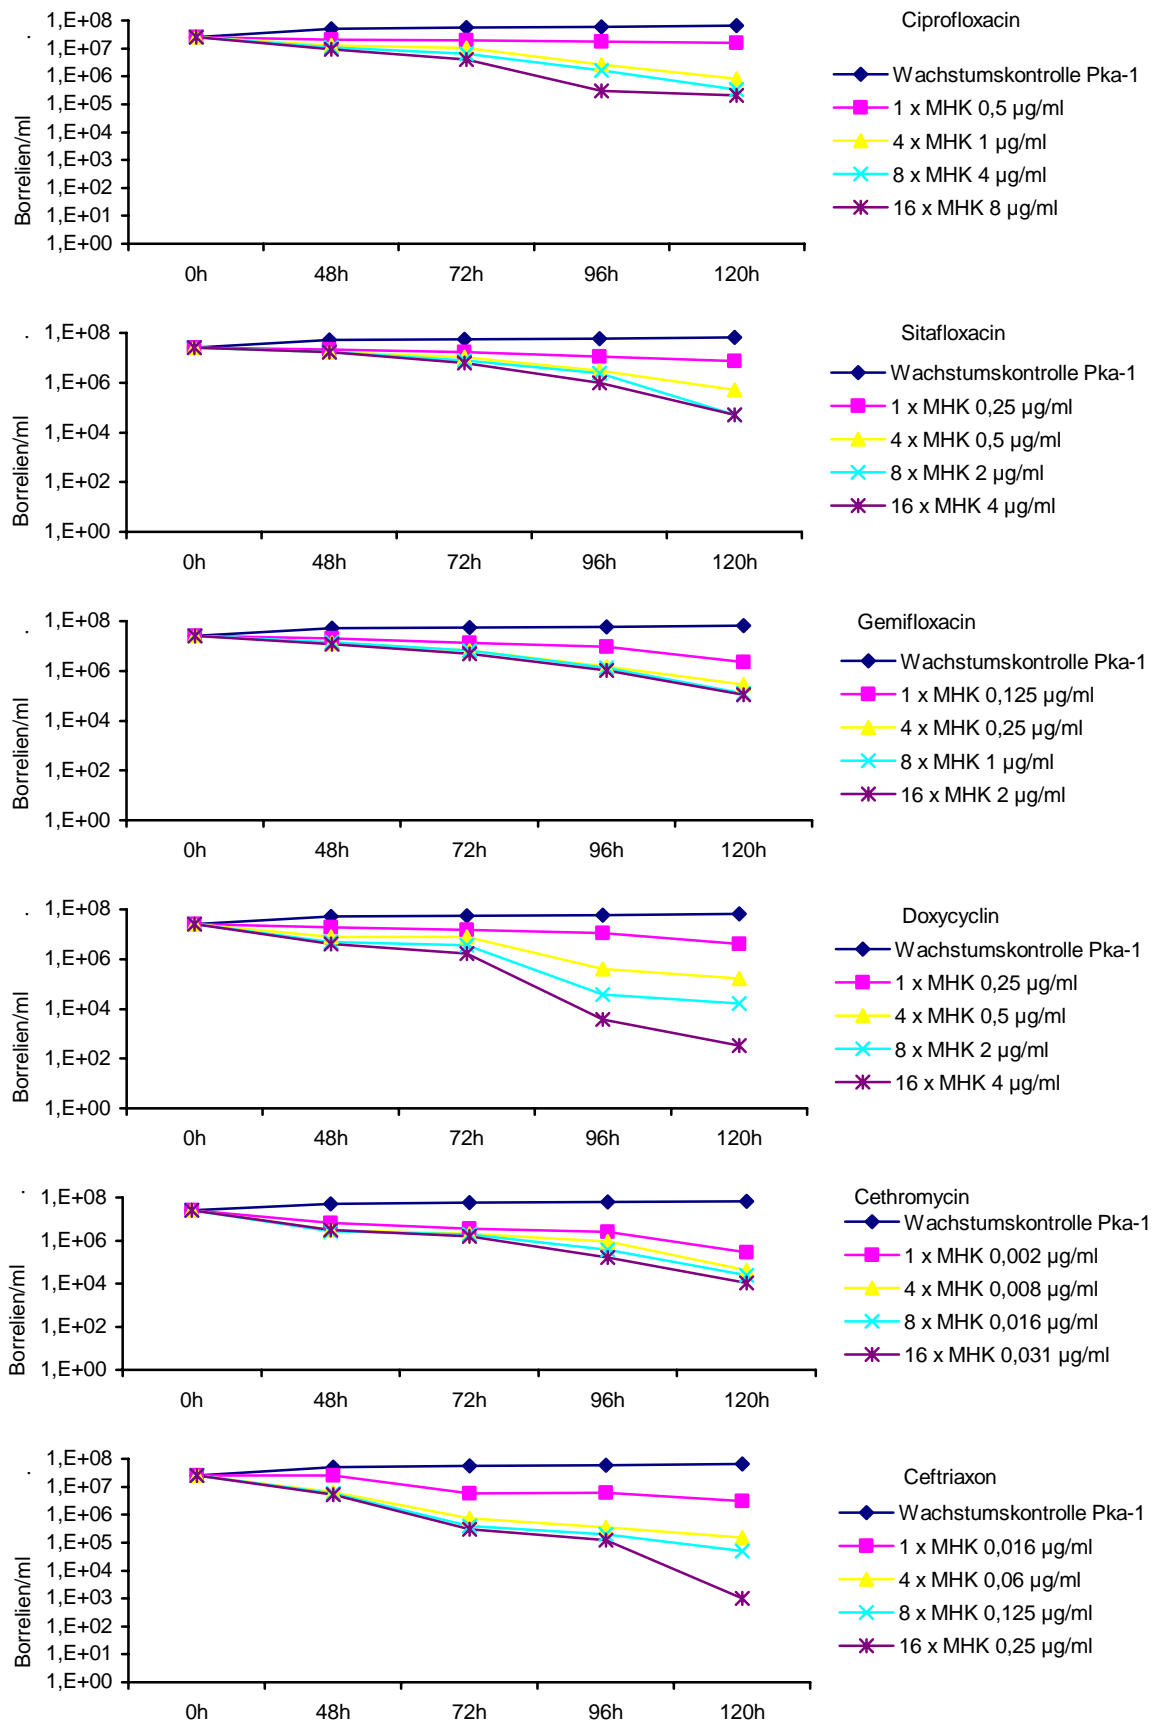 Ciprofloxacin
Borrelien/ml
1,E+08
1,E+07
1,E+06
1,E+05
1,E+04
1,E+03
1,E+02
1,E+01
1,E+00
0h 48h 72h 96h 120h
Wachstumskontrolle Pka-1
1 x MHK 0,5 µg/ml
4 x MHK 1 µg/ml
8 x MHK 4 µg/ml
16 x MHK 8 µg/ml
Sitafloxacin
Borrelien/ml
1,E+08
1,E+06
1,E+04
1,E+02
1,E+00
0h 48h 72h 96h 120h
Wachstumskontrolle Pka-1
1 x MHK 0,25 µg/ml
4 x MHK 0,5 µg/ml
8 x MHK 2 µg/ml
16 x MHK 4 µg/ml
Gemifloxacin
Borrelien/ml
1,E+08
1,E+06
1,E+04
1,E+02
1,E+00
0h 48h 72h 96h 120h
Wachstumskontrolle Pka-1
1 x MHK 0,125 µg/ml
4 x MHK 0,25 µg/ml
8 x MHK 1 µg/ml
16 x MHK 2 µg/ml
Doxycyclin
Borrelien/ml
1,E+08
1,E+06
1,E+04
1,E+02
1,E+00
0h 48h 72h 96h 120h
Wachstumskontrolle Pka-1
1 x MHK 0,25 µg/ml
4 x MHK 0,5 µg/ml
8 x MHK 2 µg/ml
16 x MHK 4 µg/ml
Cethromycin
Borrelien/ml
1,E+08
1,E+06
1,E+04
1,E+02
1,E+00
0h 48h 72h 96h 120h
Wachstumskontrolle Pka-1
1 x MHK 0,002 µg/ml
4 x MHK 0,008 µg/ml
8 x MHK 0,016 µg/ml
16 x MHK 0,031 µg/ml
Ceftriaxon
Borrelien/ml
1,E+08
1,E+07
1,E+06
1,E+05
1,E+04
1,E+03
1,E+02
1,E+01
1,E+00
0h 48h 72h 96h 120h
Wachstumskontrolle Pka-1
1 x MHK 0,016 µg/ml
4 x MHK 0,06 µg/ml
8 x MHK 0,125 µg/ml
16 x MHK 0,25 µg/ml